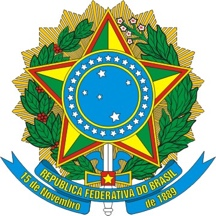 REPÚBLICA FEDERATIVA DO BRASIL
15 de Novembro
de 1889